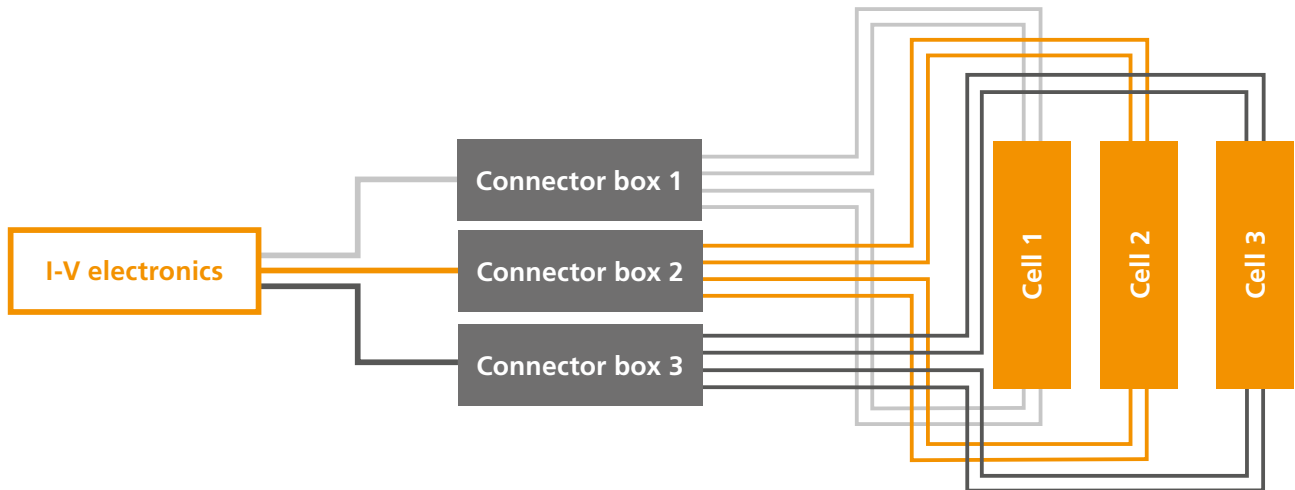 I-V electronics
Connector box 1
Connector box 2
Connector box 3
Cell 1
Cell 2
Cell 3